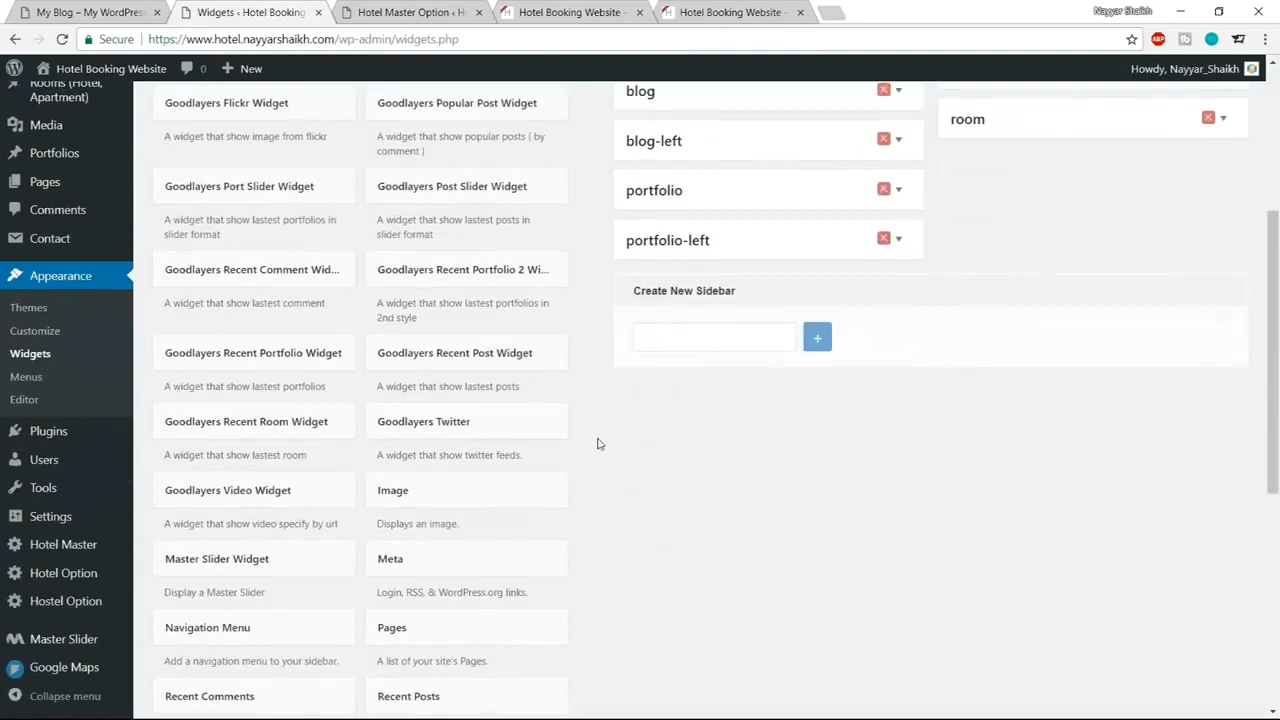 My Blog – My WordPress
Widgets ‹ Hotel Booking
Hotel Master Option ‹ H
Hotel Booking Website –
Hotel Booking Website –
Nayyar Shaikh
Secure
https://www.hotel.nayyarshaikh.com/wp-admin/widgets.php
ABP
Hotel Booking Website
0
New
Howdy, Nayyar_Shaikh
Rooms (Hotel,
Apartment)
Media
Portfolios
Pages
Comments
Contact
Appearance
Themes
Customize
Widgets
Menus
Editor
Plugins
Users
Tools
Settings
Hotel Master
Hotel Option
Hostel Option
Master Slider
Google Maps
Collapse menu
Goodlayers Flickr Widget
A widget that show image from flickr
Goodlayers Popular Post Widget
A widget that show popular posts ( by
comment )
Goodlayers Port Slider Widget
A widget that show lastest portfolios in
slider format
Goodlayers Post Slider Widget
A widget that show lastest posts in
slider format
Goodlayers Recent Comment Wid...
A widget that show lastest comment
Goodlayers Recent Portfolio 2 Wi...
A widget that show lastest portfolios in
2nd style
Goodlayers Recent Portfolio Widget
A widget that show lastest portfolios
Goodlayers Recent Post Widget
A widget that show lastest posts
Goodlayers Recent Room Widget
A widget that show lastest room
Goodlayers Twitter
A widget that show twitter feeds.
Goodlayers Video Widget
A widget that show video specify by url
Image
Displays an image.
Master Slider Widget
Display a Master Slider
Meta
Login, RSS, & WordPress.org links.
Navigation Menu
Add a navigation menu to your sidebar.
Pages
A list of your site's Pages.
Recent Comments
Recent Posts
blog
blog-left
portfolio
portfolio-left
room
Create New Sidebar
+